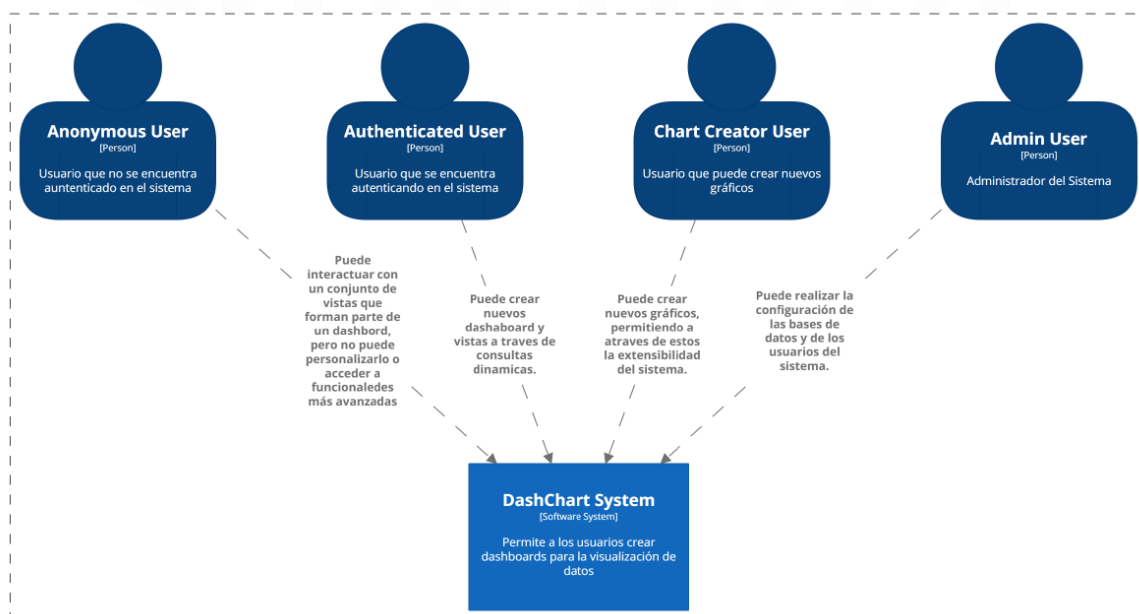 Anonymous User
[Person]
Usuario que no se encuentra
auntenticado en el sistema
Authenticated User
[Person]
Usuario que se encuentra
autenticando en el sistema
Chart Creator User
[Person]
Usuario que puede crear nuevos
gráficos
Admin User
[Person]
Administrador del Sistema
Puede
interactuar con
un conjunto de
vistas que
forman parte de
un dashbord,
pero no puede
personalizarlo o
acceder a
funcionaledes
más avanzadas
Puede crear
nuevos
dashaboard y
vistas a traves de
consultas
dinamicas.
Puede crear
nuevos gráficos,
permitiendo a
atraves de estos
la extensibilidad
del sistema.
Puede realizar la
configuración de
las bases de
datos y de los
usuarios del
sistema.
DashChart System
[Software System]
Permite a los usuarios crear
dashboards para la visualización de
datos